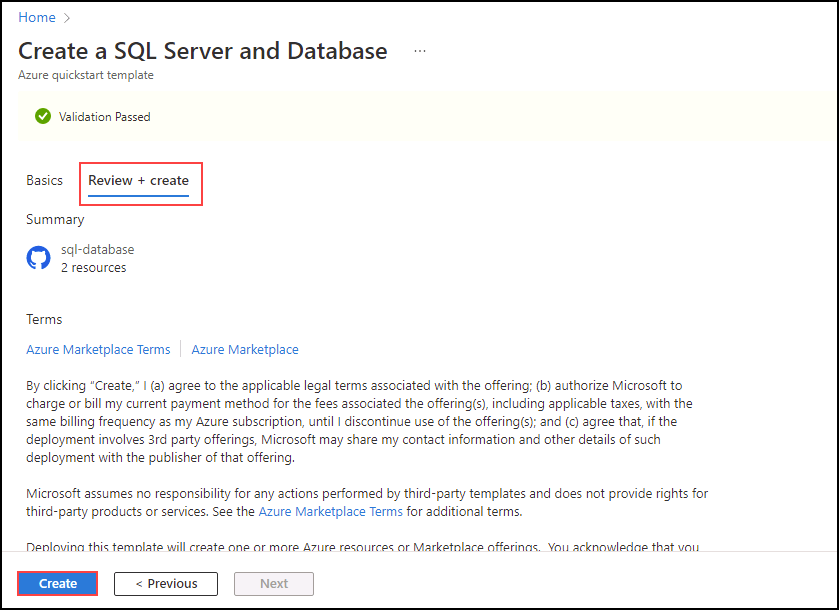 Home >
Create a SQL Server and Database ...
Azure quickstart template
Validation Passed
Basics Review + create
Summary
sql-database
2 resources
Terms
Azure Marketplace Terms | Azure Marketplace
By clicking “Create,” I (a) agree to the applicable legal terms associated with the offering; (b) authorize Microsoft to
charge or bill my current payment method for the fees associated the offering(s), including applicable taxes, with the
same billing frequency as my Azure subscription, until I discontinue use of the offering(s); and (c) agree that, if the
deployment involves 3rd party offerings, Microsoft may share my contact information and other details of such
deployment with the publisher of that offering.
Microsoft assumes no responsibility for any actions performed by third-party templates and does not provide rights for
third-party products or services. See the Azure Marketplace Terms for additional terms.
Deploying this template will create one or more Azure resources or Marketplace offerings. You acknowledge that you
Create < Previous Next